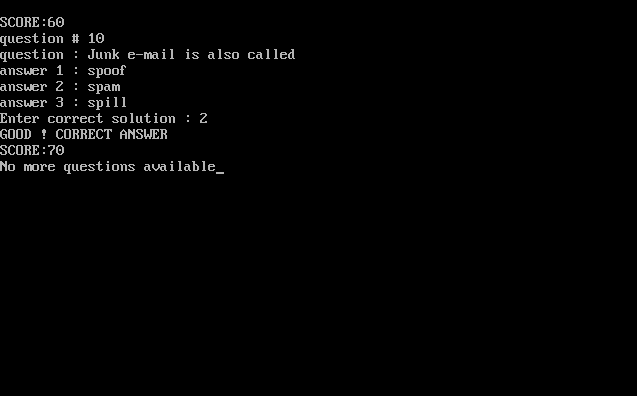 SCORE:60
question # 10
question : Junk e-mail is also called
answer 1 : spoof
answer 2 : spam
answer 3 : spill
Enter correct solution : 2
GOOD ! CORRECT ANSWER
SCORE:70
No more questions available_